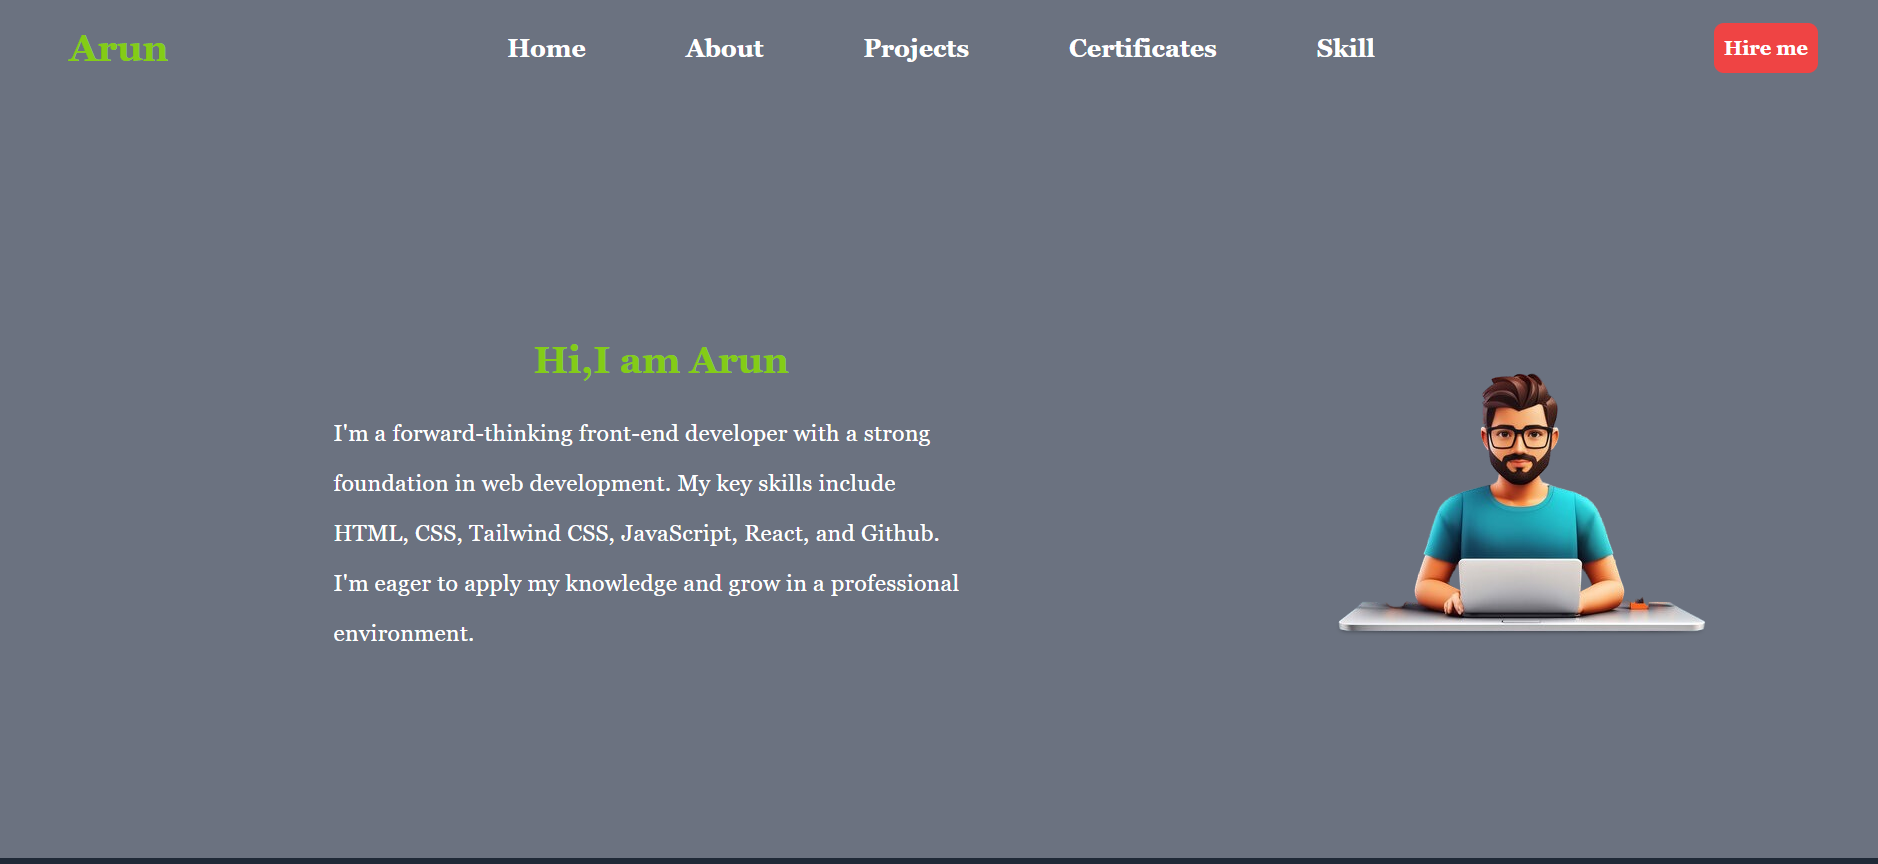 Arun
Home
About
Projects
Certificates
Skill
Hire me
Hi,I am Arun
I'm a forward-thinking front-end developer with a strong
foundation in web development. My key skills include
HTML, CSS, Tailwind CSS, JavaScript, React, and Github.
I'm eager to apply my knowledge and grow in a professional
environment.